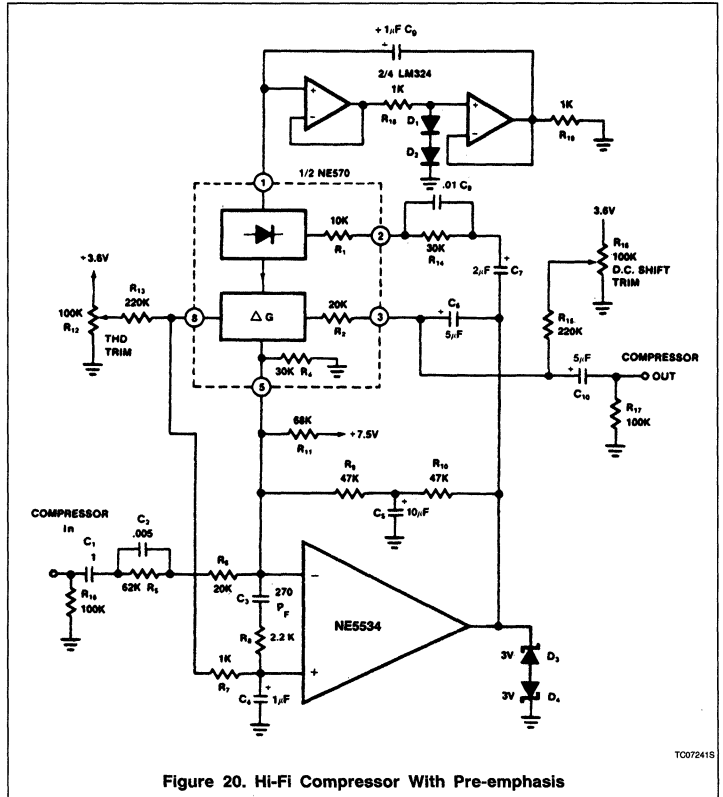 + 1μF C₉
2/4 LM324
1K
R₁₈
D₁
D₂
1K
R₁₉
1
1/2 NE570
.01 C₈
10K
R₁
2
30K
R₁₄
2μF
C₇
3.6V
R₁₆
100K
D.C. SHIFT
TRIM
+3.6V
R₁₃
220K
100K
R₁₂
THD
TRIM
8
ΔG
20K
R₂
3
C₆
5μF
R₁₅
220K
30K R₄
5
5μF
C₁₀
COMPRESSOR
OUT
R₁₇
100K
68K
R₁₁
+7.5V
R₉
47K
R₁₀
47K
C₅
10μF
COMPRESSOR
In
C₁
1
C₂
.005
62K R₅
R₁₆
100K
R₆
20K
C₃
270
PF
R₈
2.2 K
1K
R₇
C₄
1μF
NE5534
3V
D₃
3V
D₄
TC07241S
Figure 20. Hi-Fi Compressor With Pre-emphasis